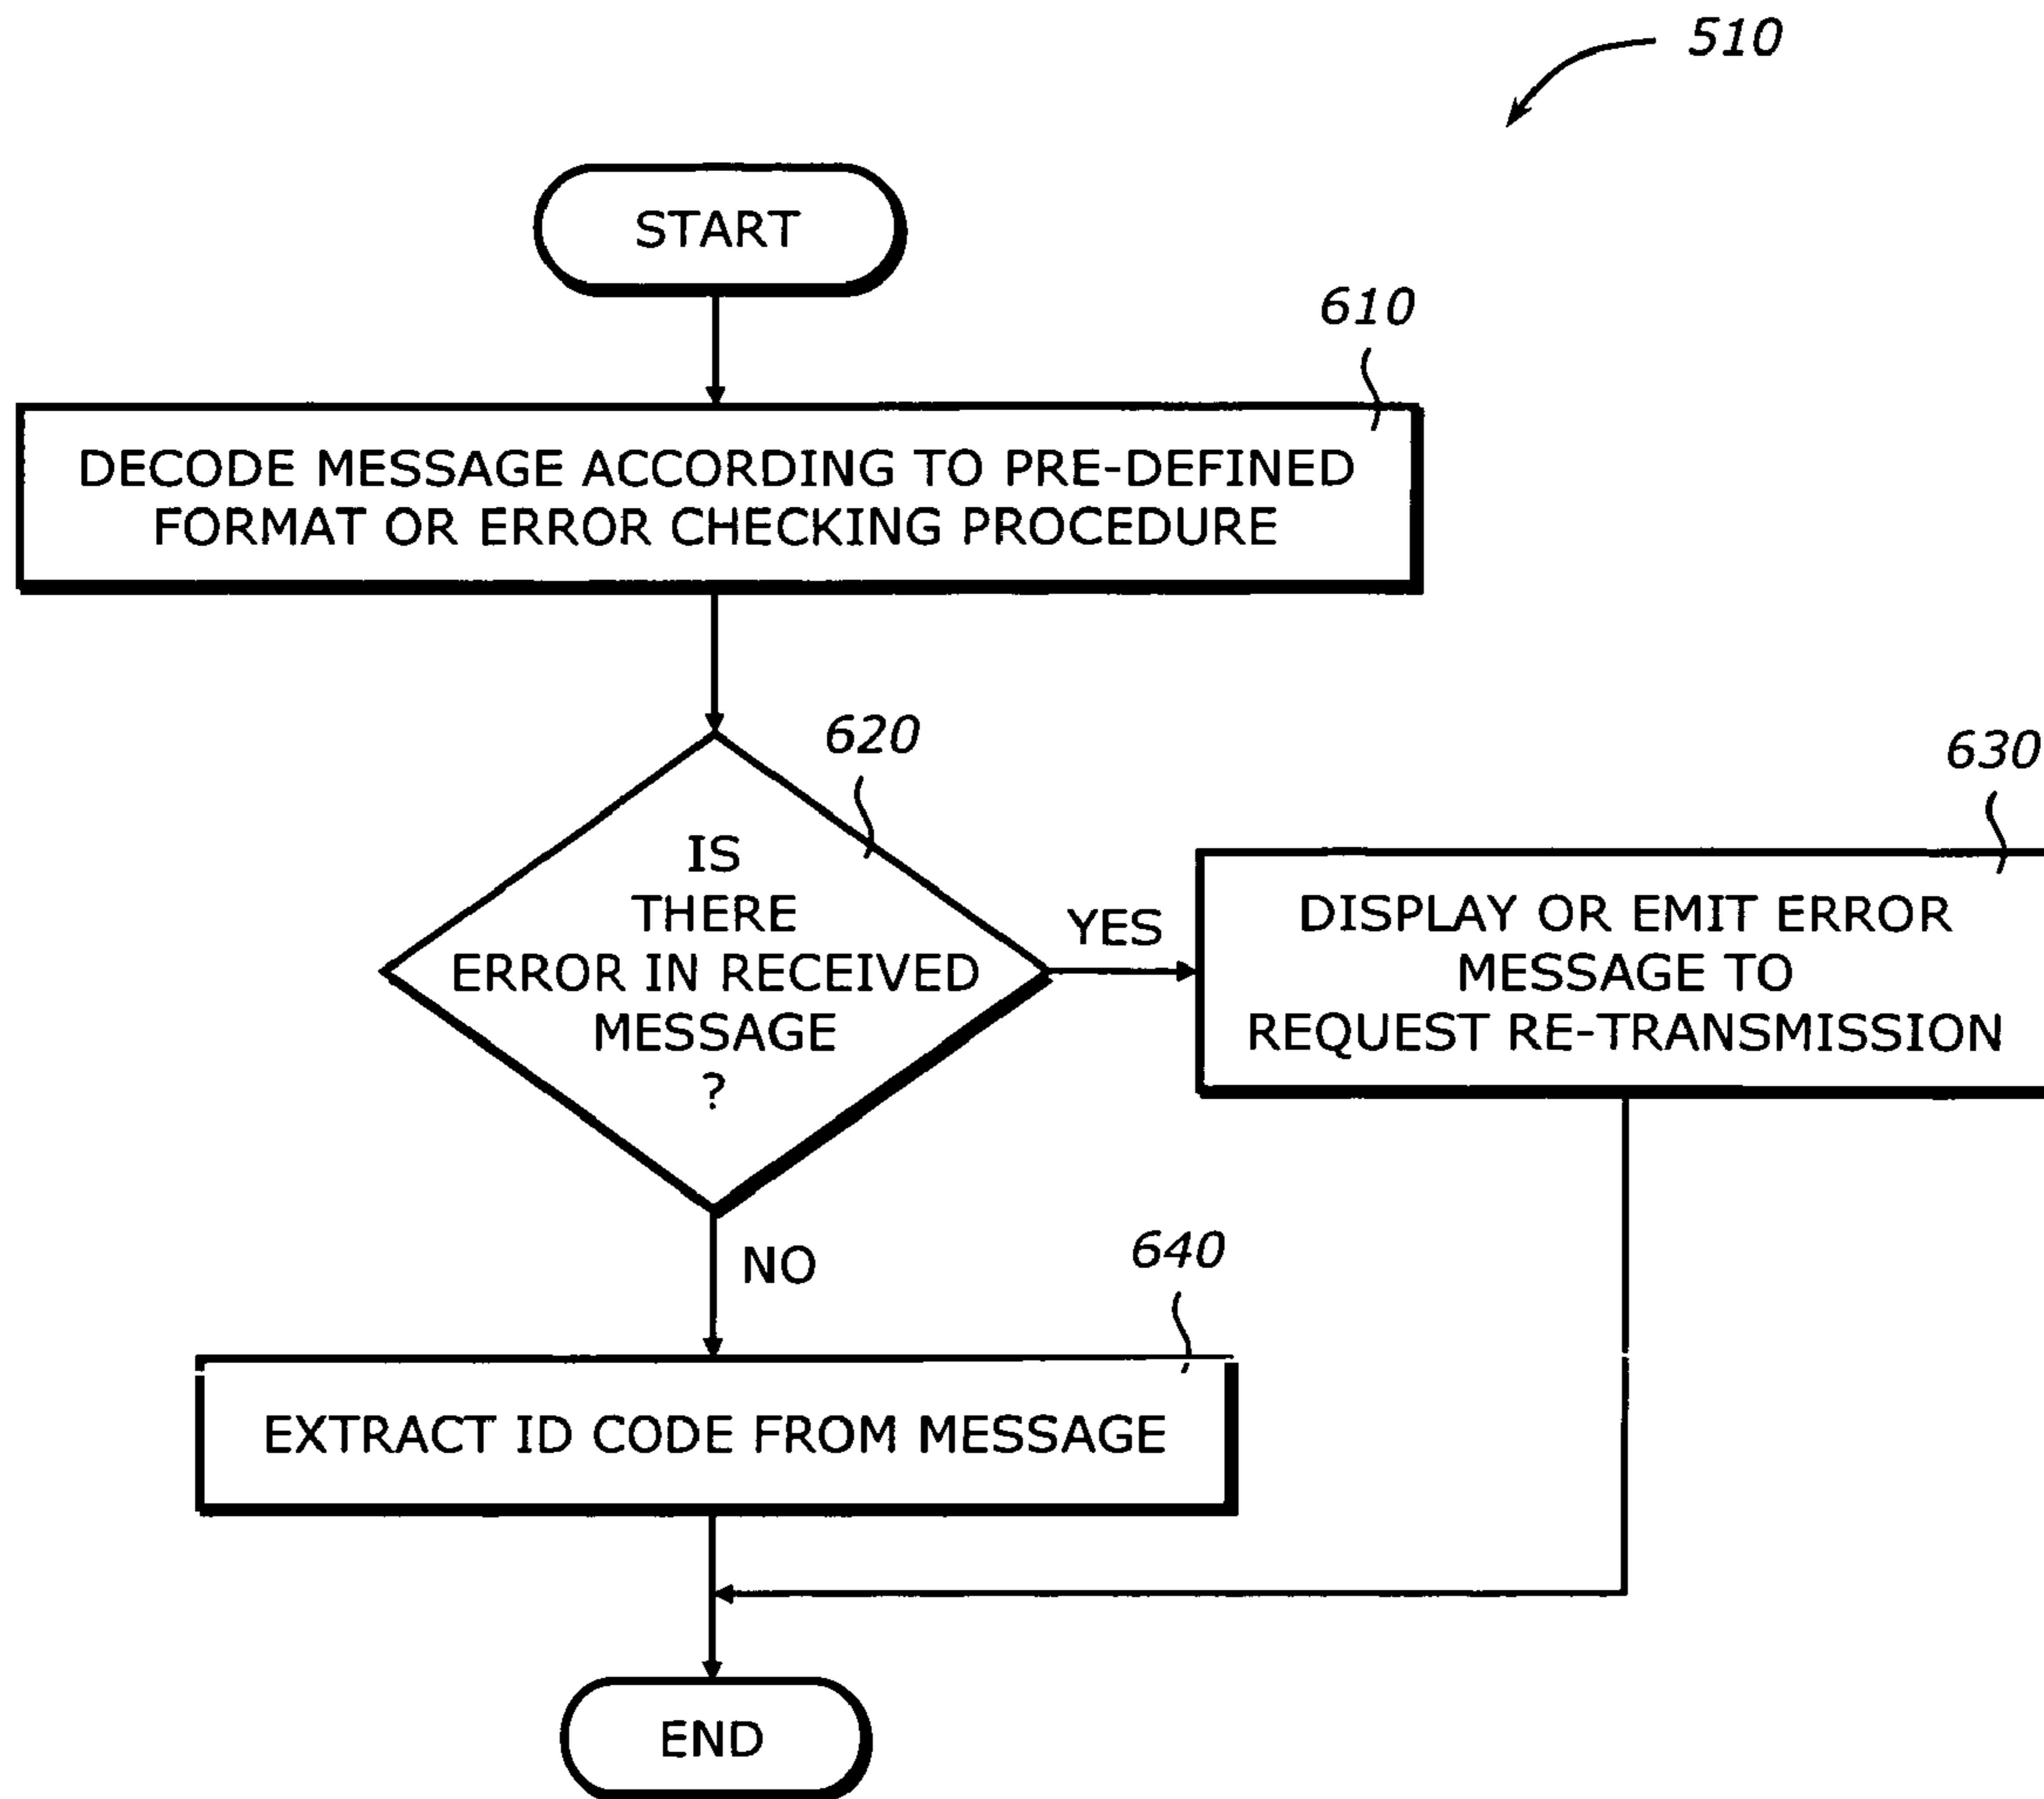 510
START
610
DECODE MESSAGE ACCORDING TO PRE-DEFINED
FORMAT OR ERROR CHECKING PROCEDURE
620
IS
THERE
ERROR IN RECEIVED
MESSAGE
?
YES
630
DISPLAY OR EMIT ERROR
MESSAGE TO
REQUEST RE-TRANSMISSION
NO
640
EXTRACT ID CODE FROM MESSAGE
END